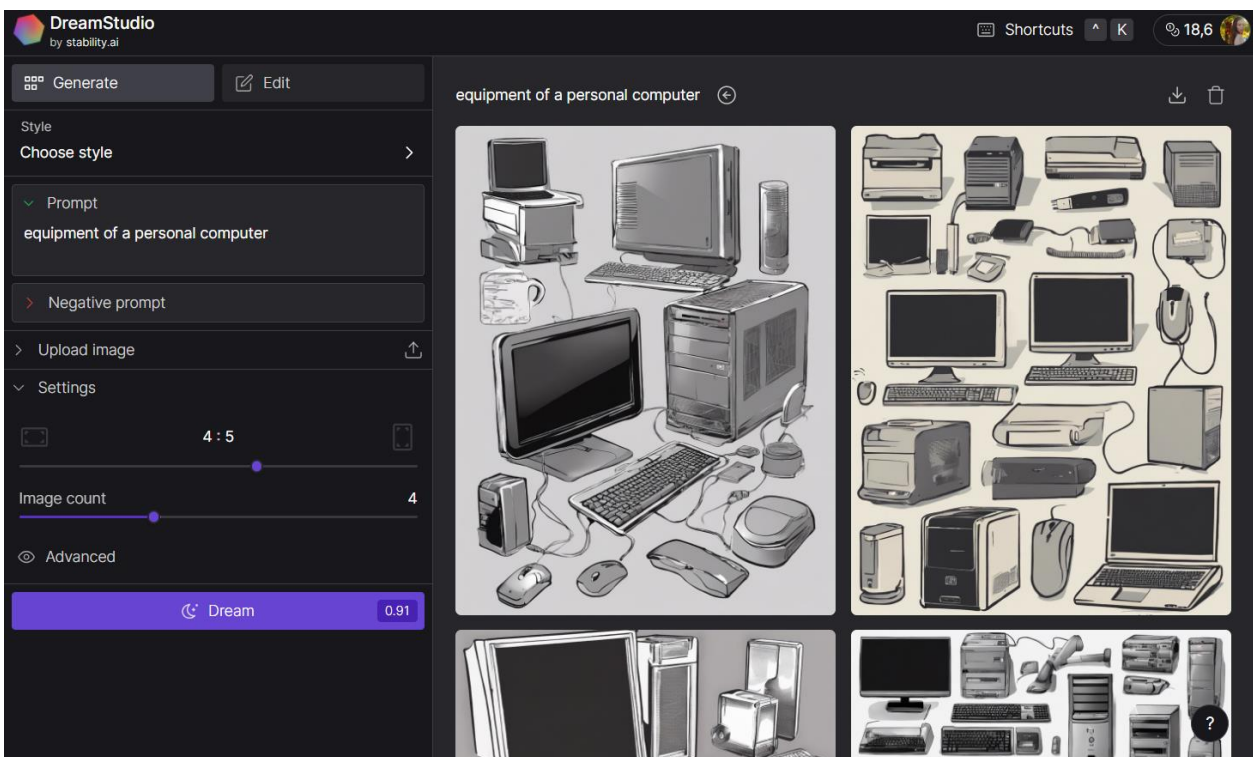 DreamStudio
by stability.ai
Shortcuts ^ K
18,6
Generate
Edit
Style
Choose style
Prompt
equipment of a personal computer
Negative prompt
Upload image
Settings
4 : 5
Image count 4
Advanced
Dream 0.91
equipment of a personal computer
?